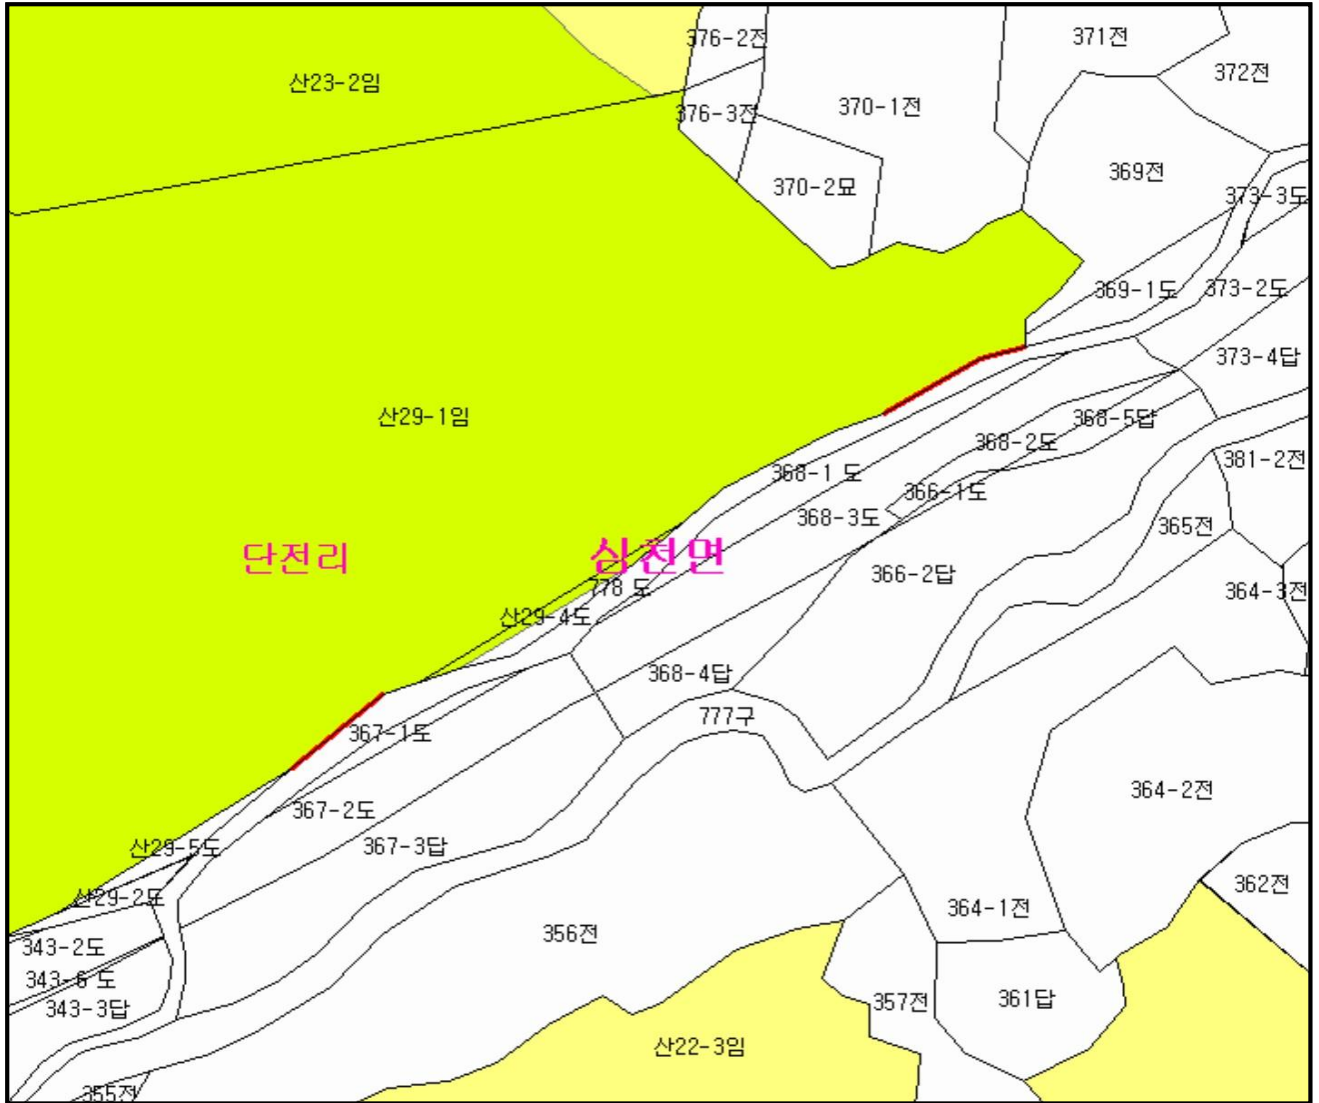 371전
376-2전
372전
산23-2임
370-1전
376-3전
369전
370-2묘
373-3도
369-1도
373-2도
373-4답
산29-1임
368-5답
368-2도
381-2전
368-1 도
366-1도
368-3도
365전
단전리
심천면
366-2답
778 도
364-3전
산29-4도
368-4답
777구
367-1도
364-2전
367-2도
367-3답
산29-5도
362전
산29-2도
364-1전
356전
343-2도
343-6 도
361답
357전
343-3답
산22-3임
355전